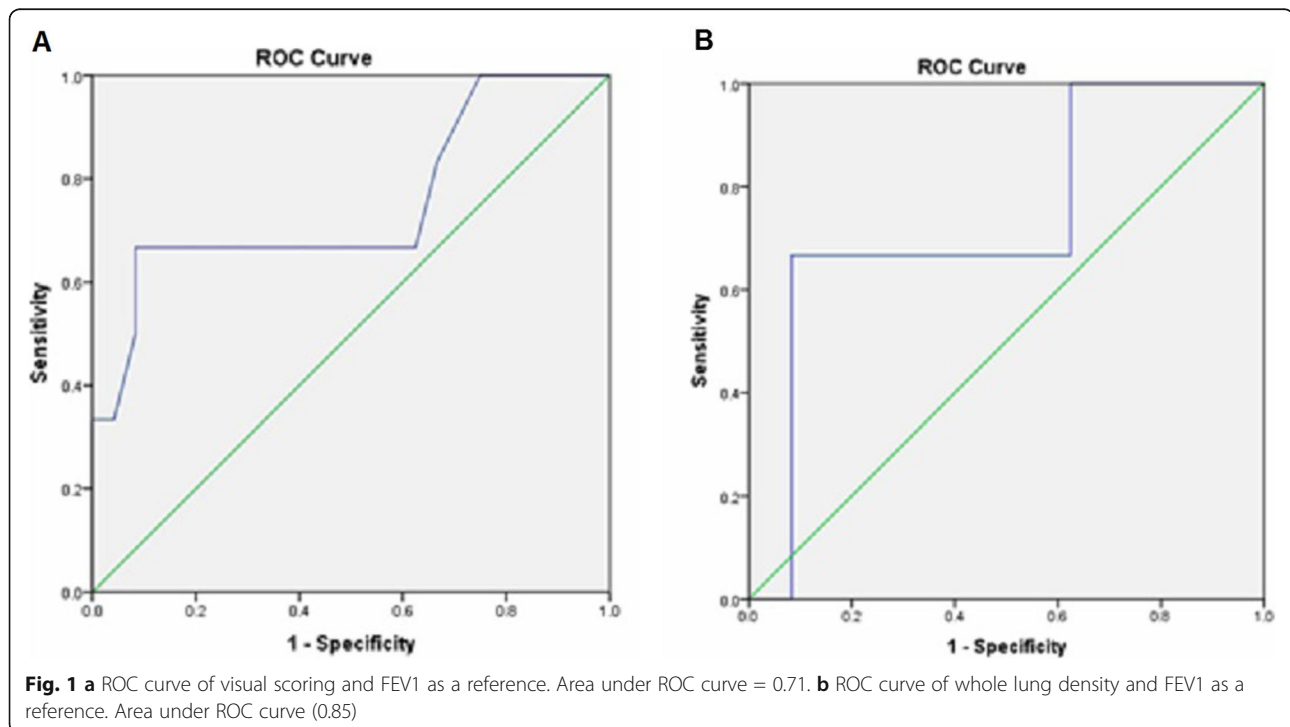 A
ROC Curve
1.0
0.8
0.6
0.4
0.2
0.0
Sensitivity
0.0 0.2 0.4 0.6 0.8 1.0
1 - Specificity
B
ROC Curve
1.0
0.8
0.6
0.4
0.2
0.0
Sensitivity
0.0 0.2 0.4 0.6 0.8 1.0
1 - Specificity
Fig. 1 a ROC curve of visual scoring and FEV1 as a reference. Area under ROC curve = 0.71. b ROC curve of whole lung density and FEV1 as a
reference. Area under ROC curve (0.85)